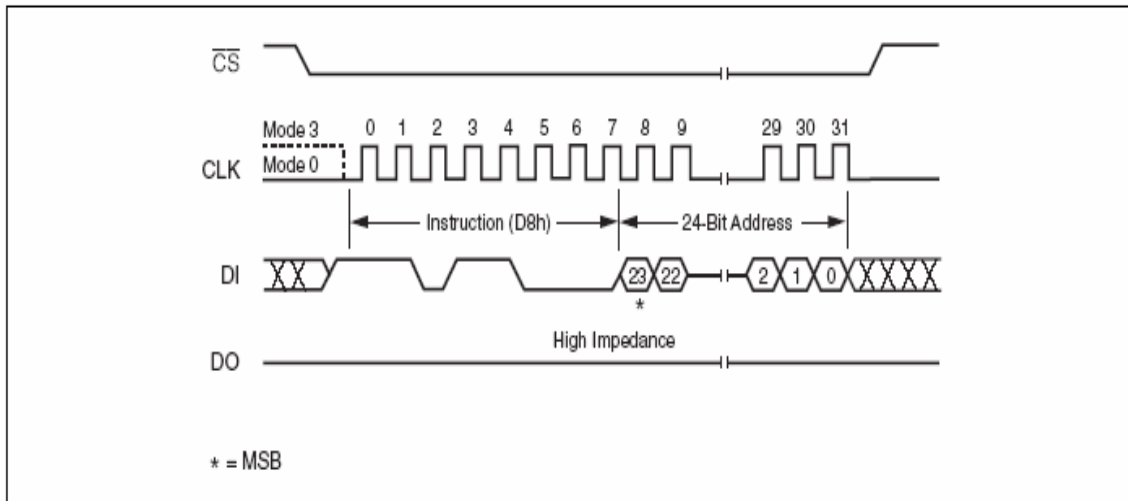 CS
Mode 3
0 1 2 3 4 5 6 7 8 9 29 30 31
CLK
Mode 0
Instruction (D8h)
24-Bit Address
DI
23 22 2 1 0
*
High Impedance
DO
* = MSB